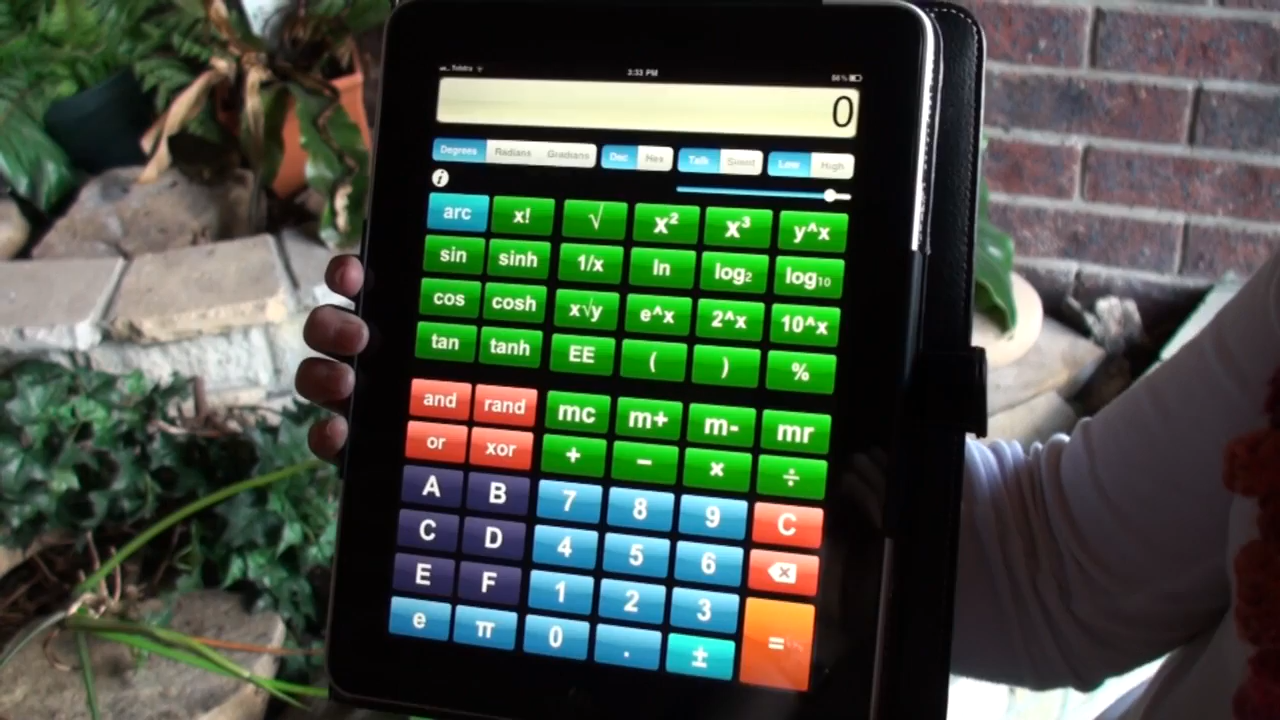 Telstra 3:33 PM 56%
0
Degrees Radians Gradians Dec Hex Talk Silent Low High
i
arc x! √ x² x³ y^x
sin sinh 1/x ln log₂ log₁₀
cos cosh x√y e^x 2^x 10^x
tan tanh EE ( ) %
and rand mc m+ m- mr
or xor + − × ÷
A B 7 8 9 C
C D 4 5 6
E F 1 2 3 =
e π 0 . ±